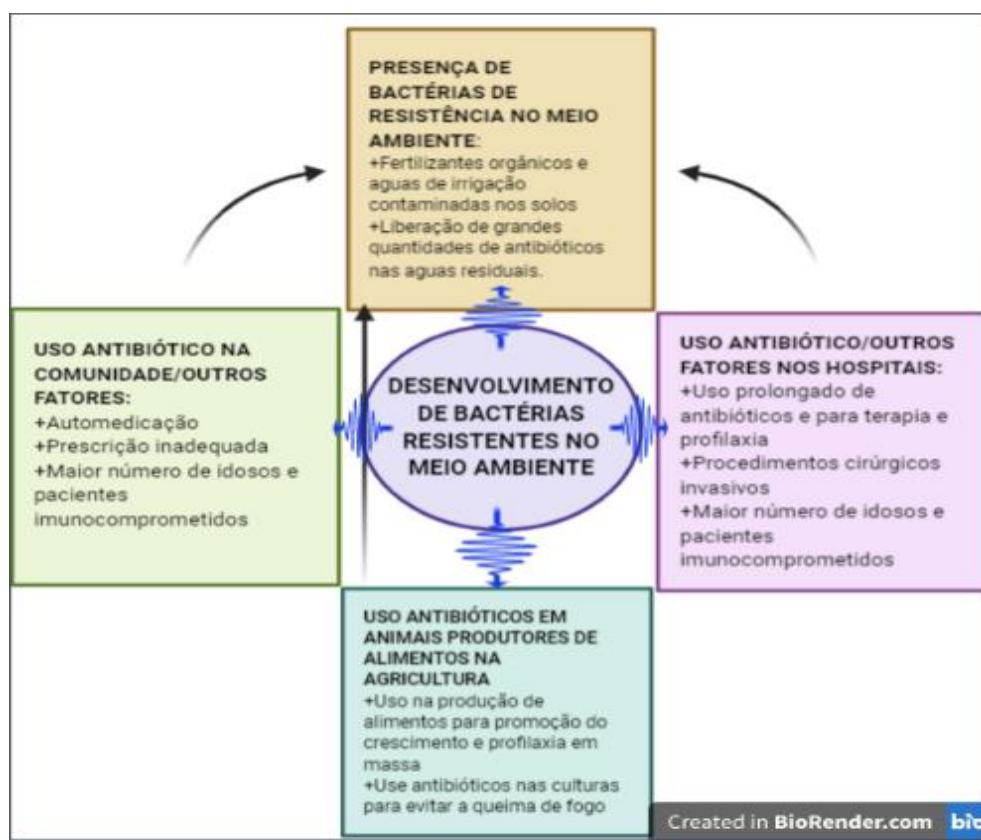 PRESENÇA DE
BACTÉRIAS DE
RESISTÊNCIA NO MEIO
AMBIENTE:
+Fertilizantes orgânicos e
aguas de irrigação
contaminadas nos solos
+Liberação de grandes
quantidades de antibióticos
nas aguas residuais.
USO ANTIBIÓTICO NA
COMUNIDADE/OUTROS
FATORES:
+Automedicação
+Prescrição inadequada
+Maior número de idosos e
pacientes
imunocomprometidos
DESENVOLVIMENTO
DE BACTÉRIAS
RESISTENTES NO
MEIO AMBIENTE
USO ANTIBIÓTICO/OUTROS
FATORES NOS HOSPITAIS:
+Uso prolongado de
antibióticos e para terapia e
profilaxia
+Procedimentos cirúrgicos
invasivos
+Maior número de idosos e
pacientes
imunocomprometidos
USO ANTIBIÓTICOS EM
ANIMAIS PRODUTORES DE
ALIMENTOS NA
AGRICULTURA
+Uso na produção de
alimentos para promoção do
crescimento e profilaxia em
massa
+Use antibióticos nas culturas
para evitar a queima de fogo
Created in BioRender.com bio